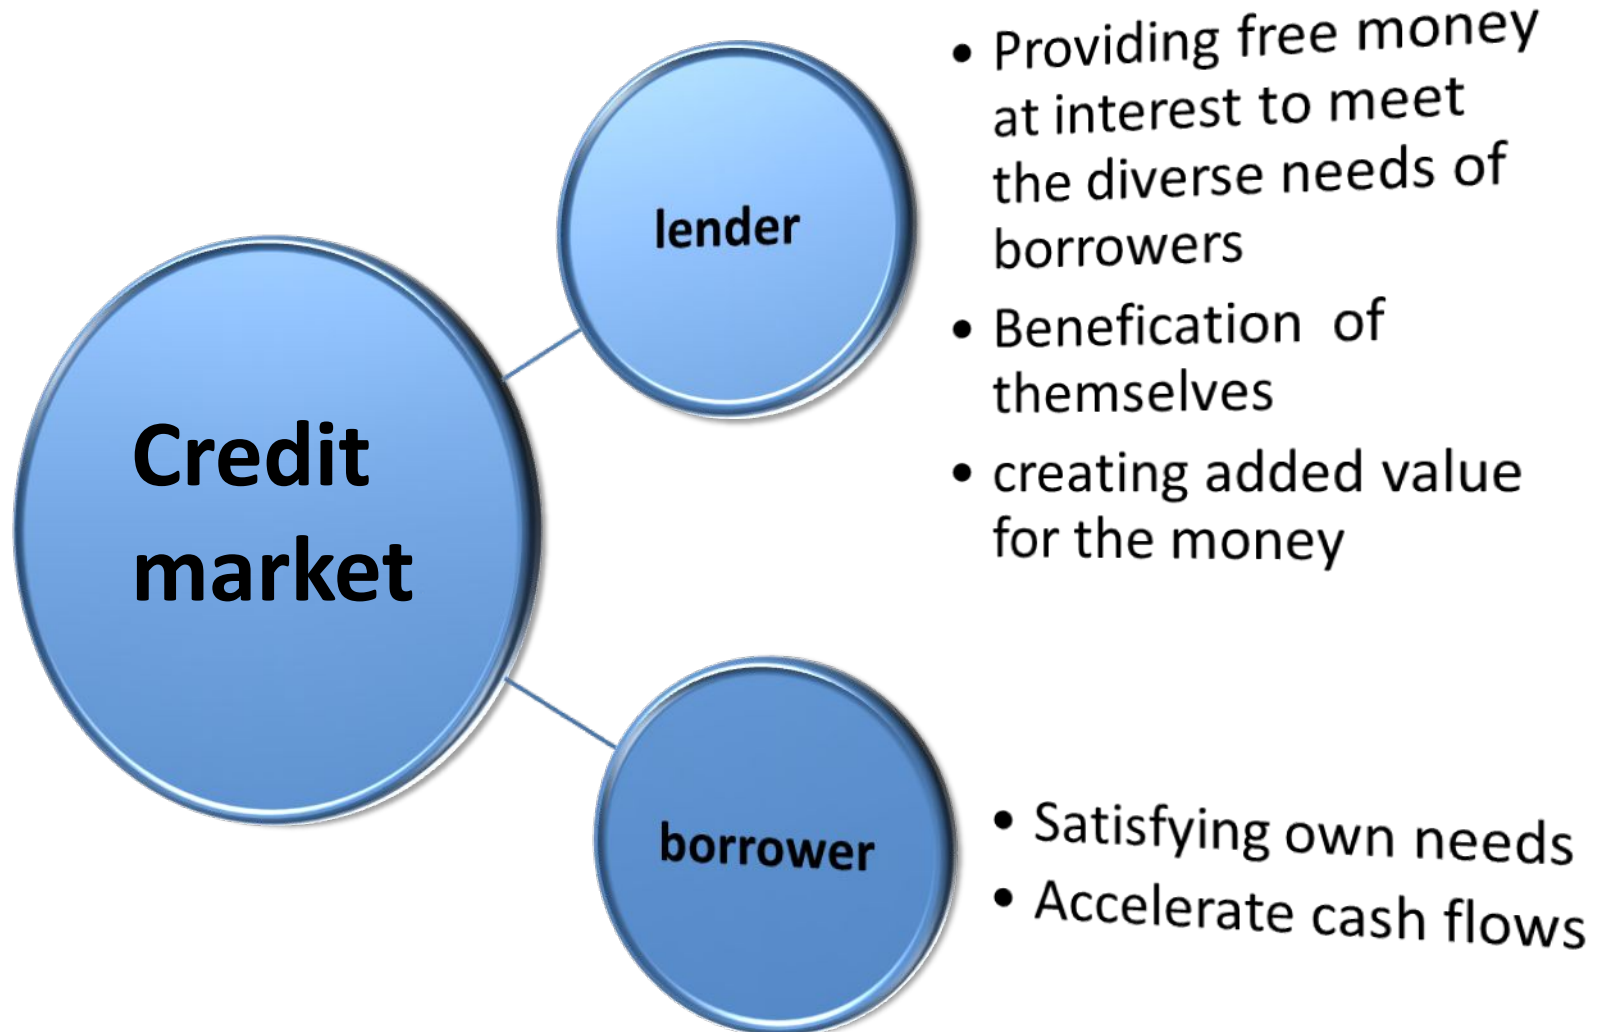 Credit
market
lender
• Providing free money
at interest to meet
the diverse needs of
borrowers
• Benefication of
themselves
• creating added value
for the money
borrower
• Satisfying own needs
• Accelerate cash flows